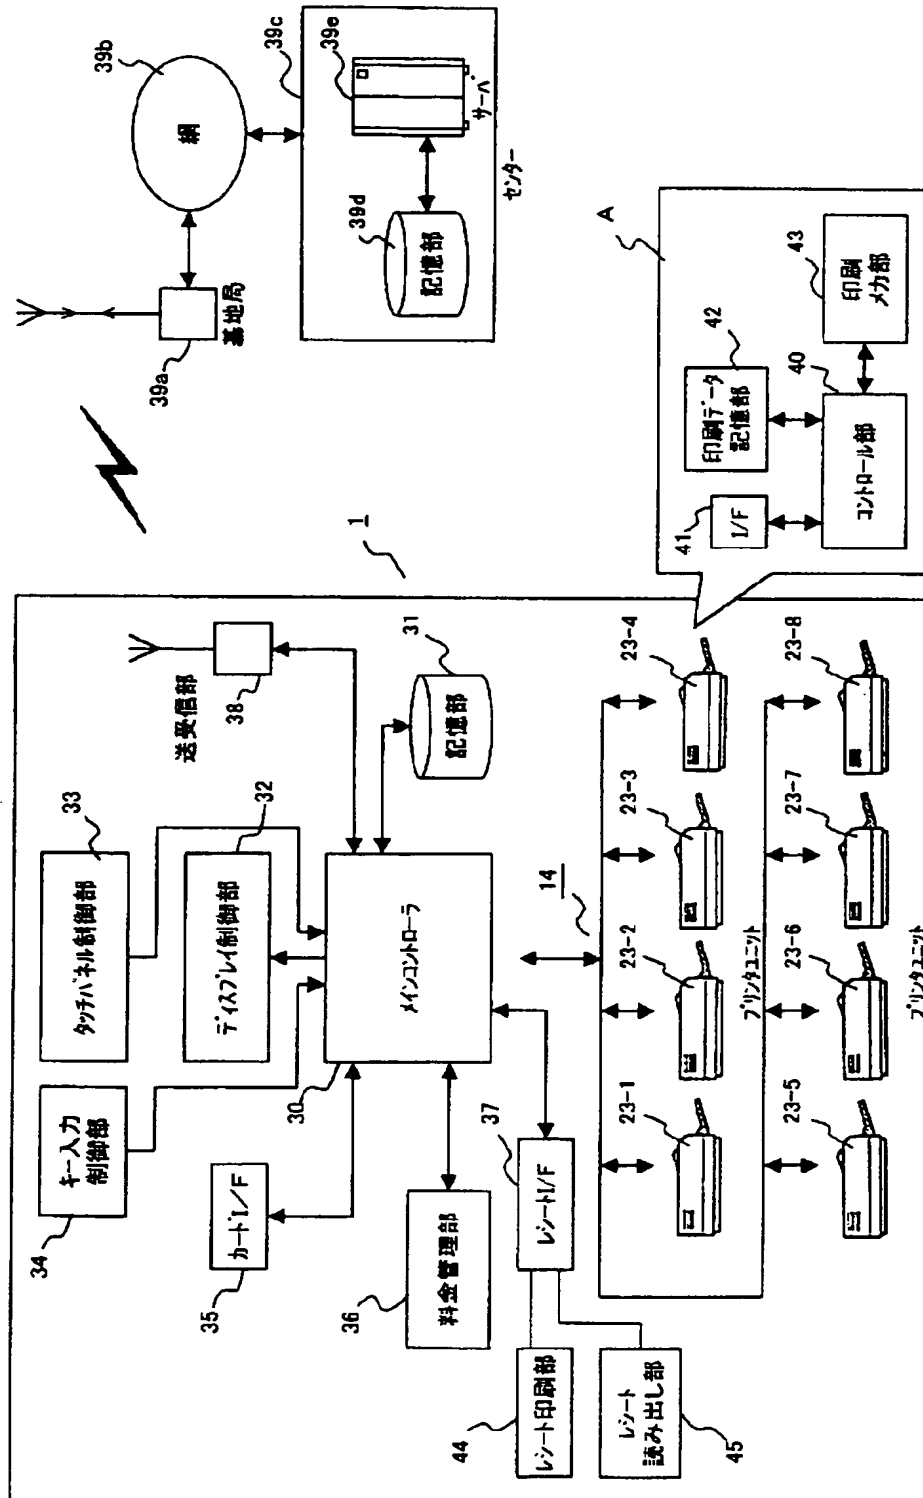 34
キー入力
制御部
33
タッチパネル制御部
32
ディスプレイ制御部
送受信部
38
35
カードI/F
30
メインコントローラ
31
記憶部
36
料金管理部
37
レシートI/F
44
レシート印刷部
45
レシート
読み出し部
14
1
23-1
23-2
23-3
23-4
プリンタユニット
23-5
23-6
23-7
23-8
プリンタユニット
39a
基地局
39b
網
39c
39d
記憶部
39e
サーバ
センター
A
41
I/F
42
印刷データ
記憶部
40
コントロール部
43
印刷
メカ部